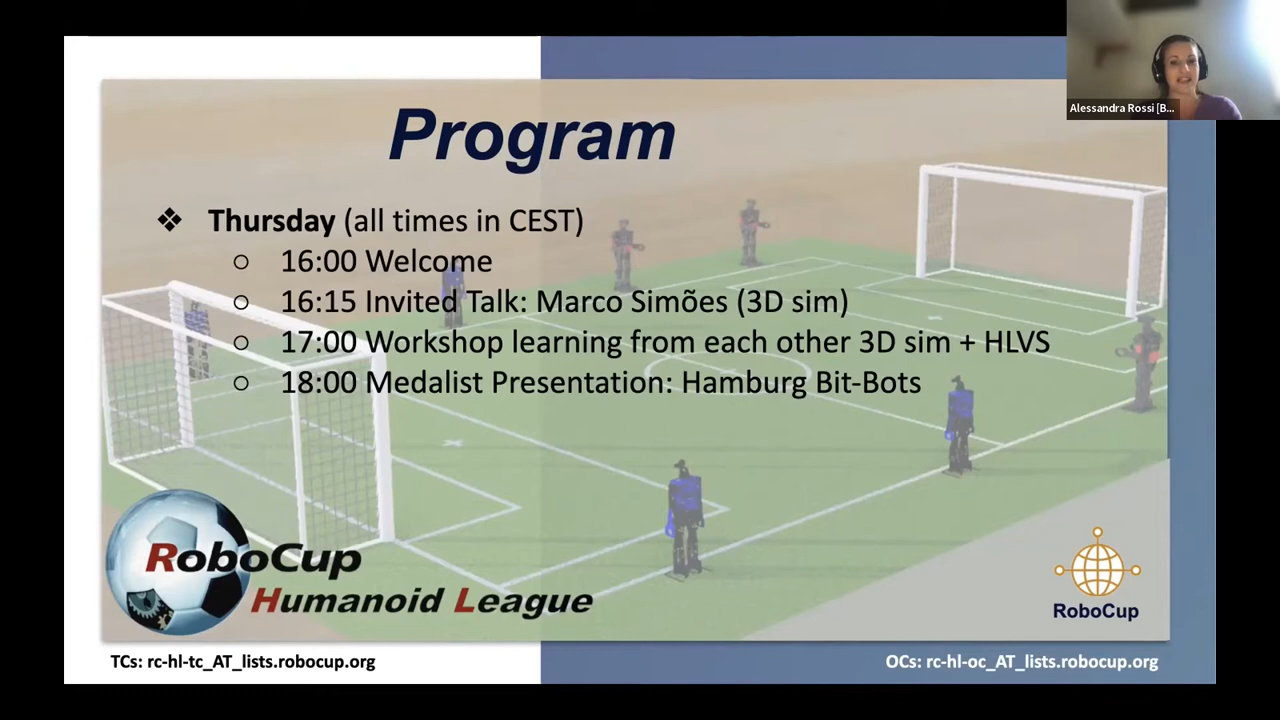 Program
❖ Thursday (all times in CEST)
○ 16:00 Welcome
○ 16:15 Invited Talk: Marco Simões (3D sim)
○ 17:00 Workshop learning from each other 3D sim + HLVS
○ 18:00 Medalist Presentation: Hamburg Bit-Bots
Alessandra Rossi [B...
RoboCup
Humanoid League
RoboCup
TCs: rc-hl-tc_AT_lists.robocup.org
OCs: rc-hl-oc_AT_lists.robocup.org